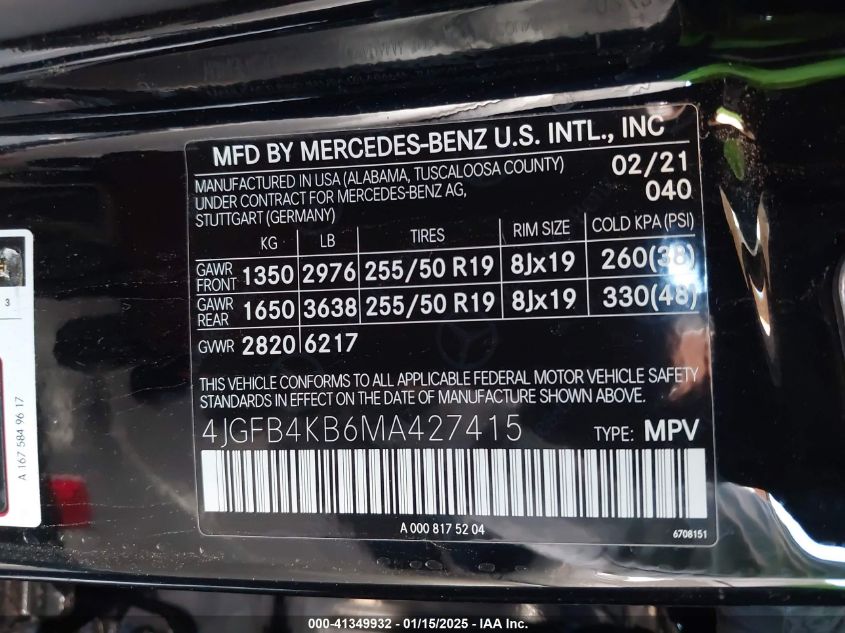 MFD BY MERCEDES-BENZ U.S. INTL., INC
MANUFACTURED IN USA (ALABAMA, TUSCALOOSA COUNTY) 02/21
UNDER CONTRACT FOR MERCEDES-BENZ AG, 040
STUTTGART (GERMANY)
KG LB TIRES RIM SIZE COLD KPA (PSI)
GAWR FRONT 1350 2976 255/50 R19 8Jx19 260(38)
GAWR REAR 1650 3638 255/50 R19 8Jx19 330(48)
GVWR 2820 6217
THIS VEHICLE CONFORMS TO ALL APPLICABLE FEDERAL MOTOR VEHICLE SAFETY
STANDARDS IN EFFECT ON THE DATE OF MANUFACTURE SHOWN ABOVE.
4JGFB4KB6MA427415 TYPE: MPV
A 000 817 52 04
6708151
3
A 167 584 96 17
000-41349932 - 01/15/2025 - IAA Inc.